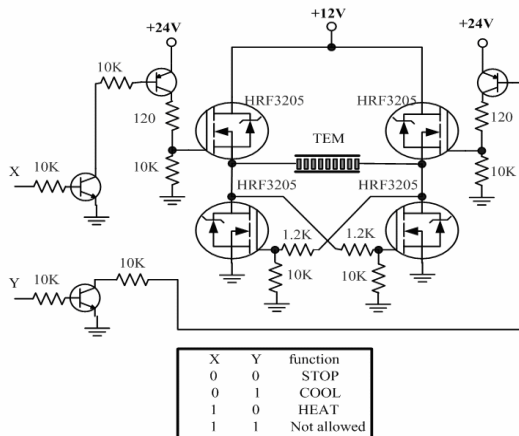 +12V
+24V
+24V
10K
HRF3205
HRF3205
120
120
TEM
10K
10K
X
10K
HRF3205
HRF3205
1.2K
1.2K
10K
10K
Y
10K
10K
X Y function
0 0 STOP
0 1 COOL
1 0 HEAT
1 1 Not allowed